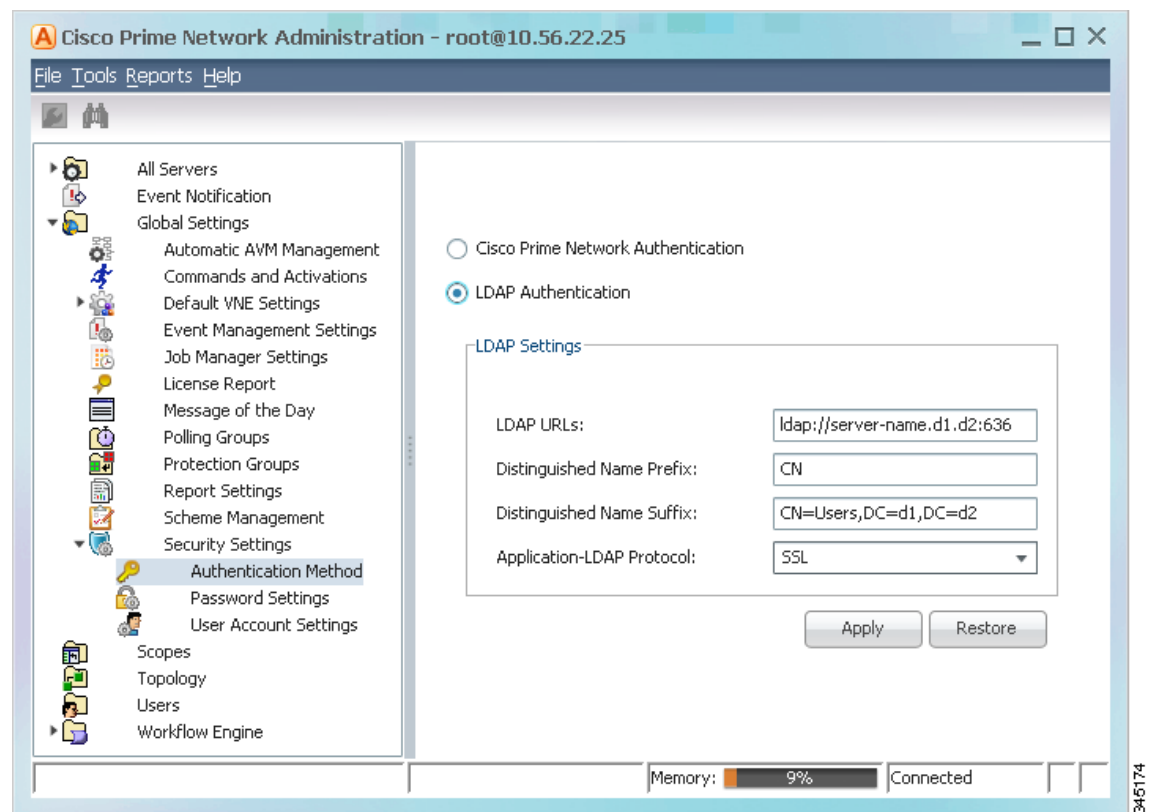 Cisco Prime Network Administration - root@10.56.22.25
File Tools Reports Help
All Servers
Event Notification
Global Settings
Automatic AVM Management
Commands and Activations
Default VNE Settings
Event Management Settings
Job Manager Settings
License Report
Message of the Day
Polling Groups
Protection Groups
Report Settings
Scheme Management
Security Settings
Authentication Method
Password Settings
User Account Settings
Scopes
Topology
Users
Workflow Engine
Cisco Prime Network Authentication
LDAP Authentication
LDAP Settings
LDAP URLs: ldap://server-name.d1.d2:636
Distinguished Name Prefix: CN
Distinguished Name Suffix: CN=Users,DC=d1,DC=d2
Application-LDAP Protocol: SSL
Apply Restore
Memory: 9% Connected
345174